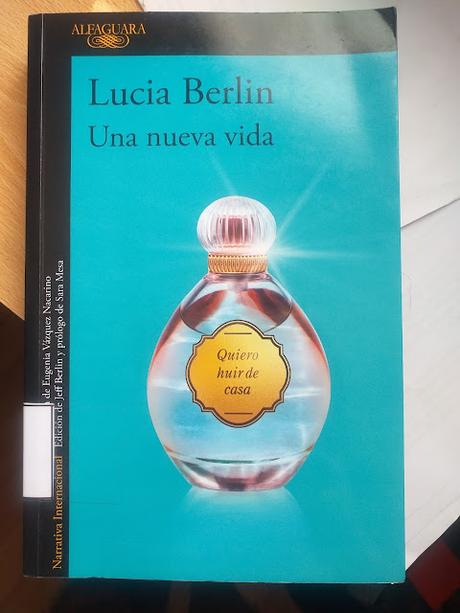 ALFAGUARA
Lucia Berlin
Una nueva vida
Quiero
huir de
casa
Narrativa Internacional
de Eugenia Vázquez Nacarino
Edición de Jeff Berlin y prólogo de Sara Mesa